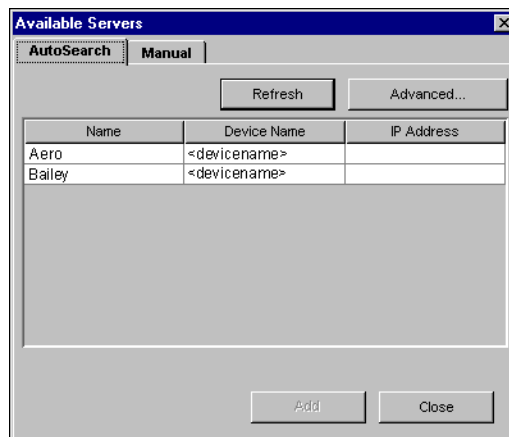 Available Servers
AutoSearch Manual
Refresh Advanced...
Name Device Name IP Address
Aero <devicename>
Bailey <devicename>
Add Close